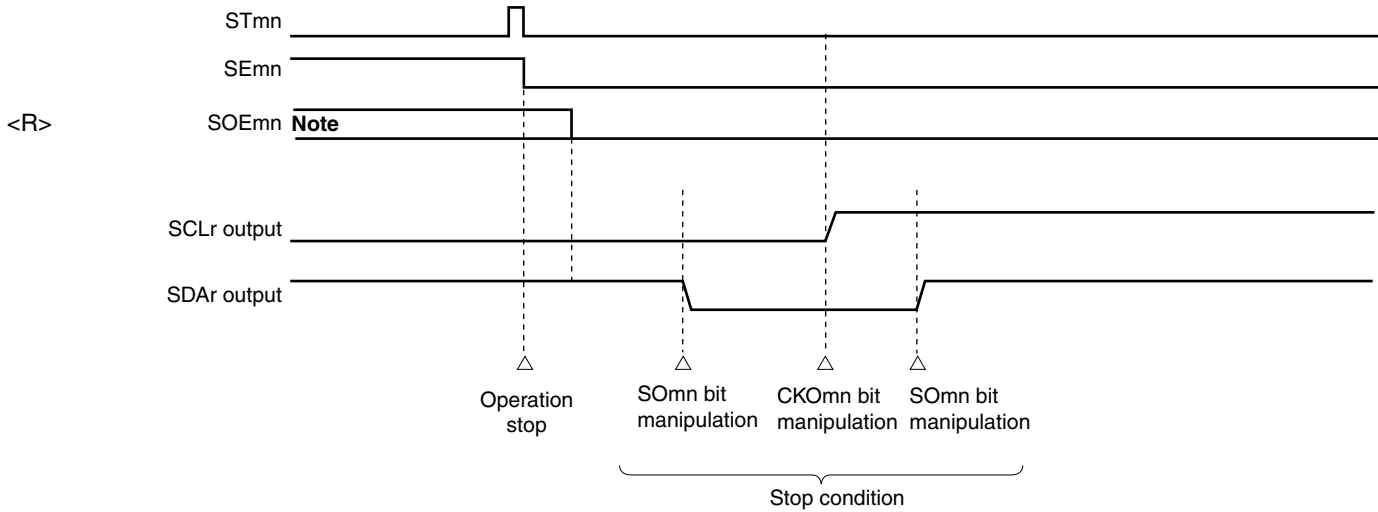 STmn
SEmn
<R>
SOEmn Note
SCLr output
SDAr output
Operation
stop
SOmn bit
manipulation
CKOmn bit
manipulation
SOmn bit
manipulation
Stop condition